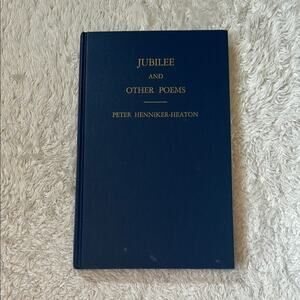 JUBILEE
AND
OTHER POEMS
PETER HENNIKER-HEATON